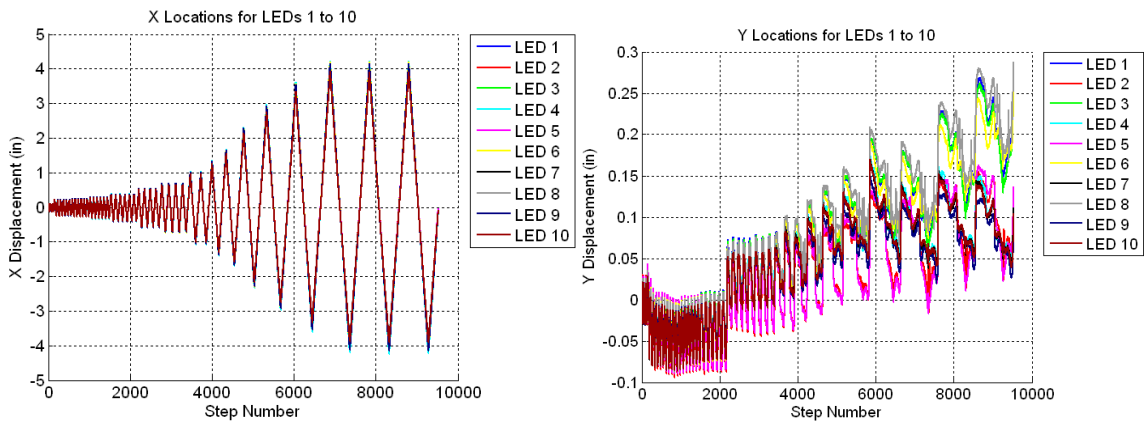 X Locations for LEDs 1 to 10
5
4
3
2
1
0
-1
-2
-3
-4
-5
0
2000
4000
6000
8000
10000
X Displacement (in)
Step Number
LED 1
LED 2
LED 3
LED 4
LED 5
LED 6
LED 7
LED 8
LED 9
LED 10
Y Locations for LEDs 1 to 10
0.3
0.25
0.2
0.15
0.1
0.05
0
-0.05
-0.1
0
2000
4000
6000
8000
10000
Y Displacement (in)
Step Number
LED 1
LED 2
LED 3
LED 4
LED 5
LED 6
LED 7
LED 8
LED 9
LED 10